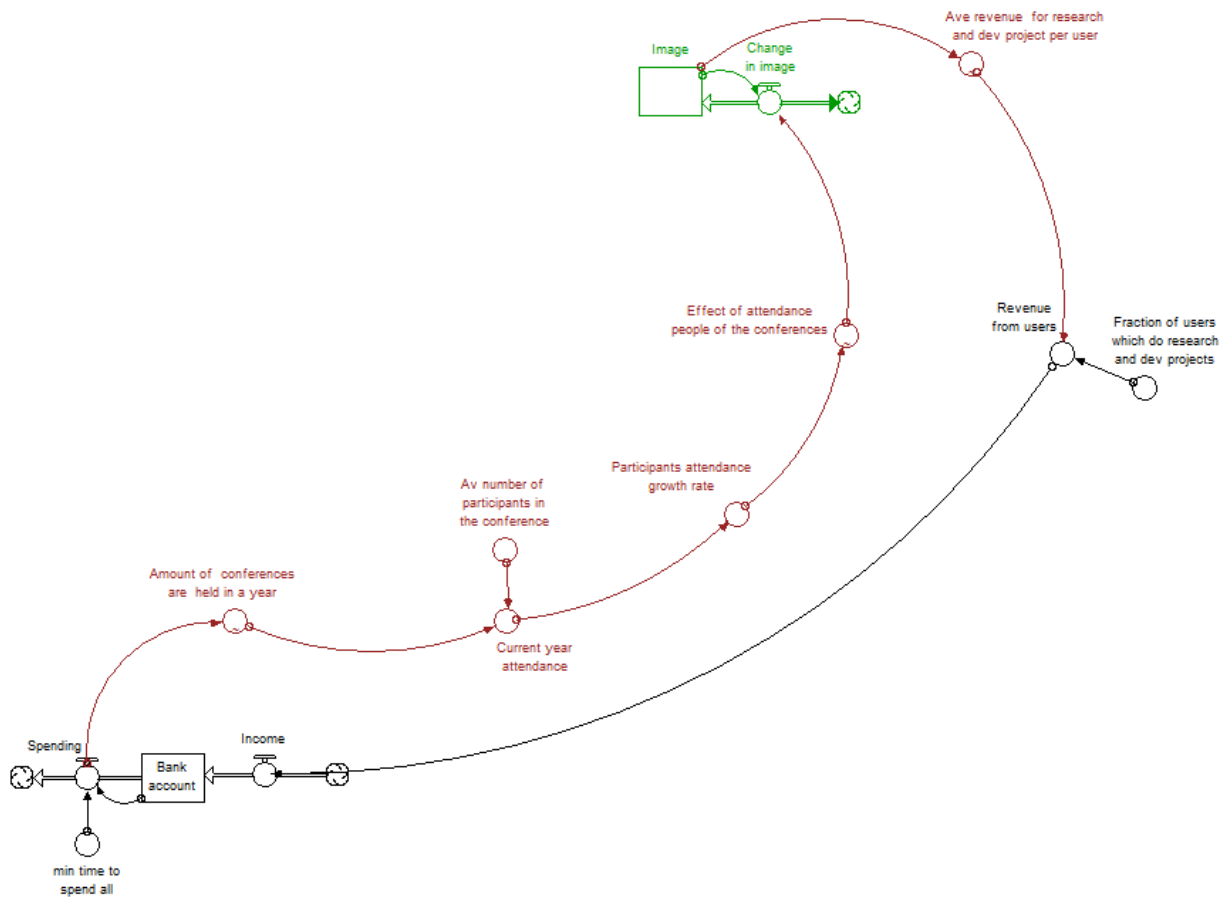 Ave revenue for research
and dev project per user
Image
Change
in image
Effect of attendance
people of the conferences
Revenue
from users
Fraction of users
which do research
and dev projects
Participants attendance
growth rate
Av number of
participants in
the conference
Amount of conferences
are held in a year
Current year
attendance
Spending
Income
Bank
account
min time to
spend all